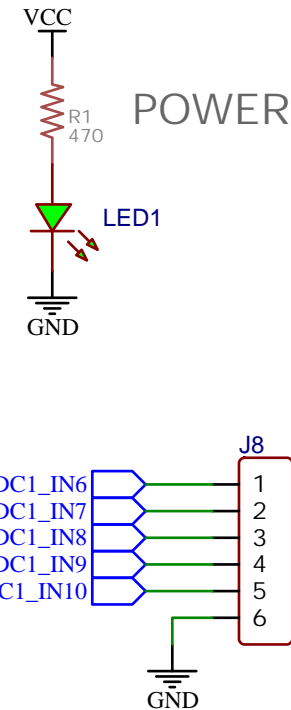 VCC
R1
470
POWER
LED1
GND
J8
DC1_IN6 1
DC1_IN7 2
DC1_IN8 3
DC1_IN9 4
C1_IN10 5
6
GND